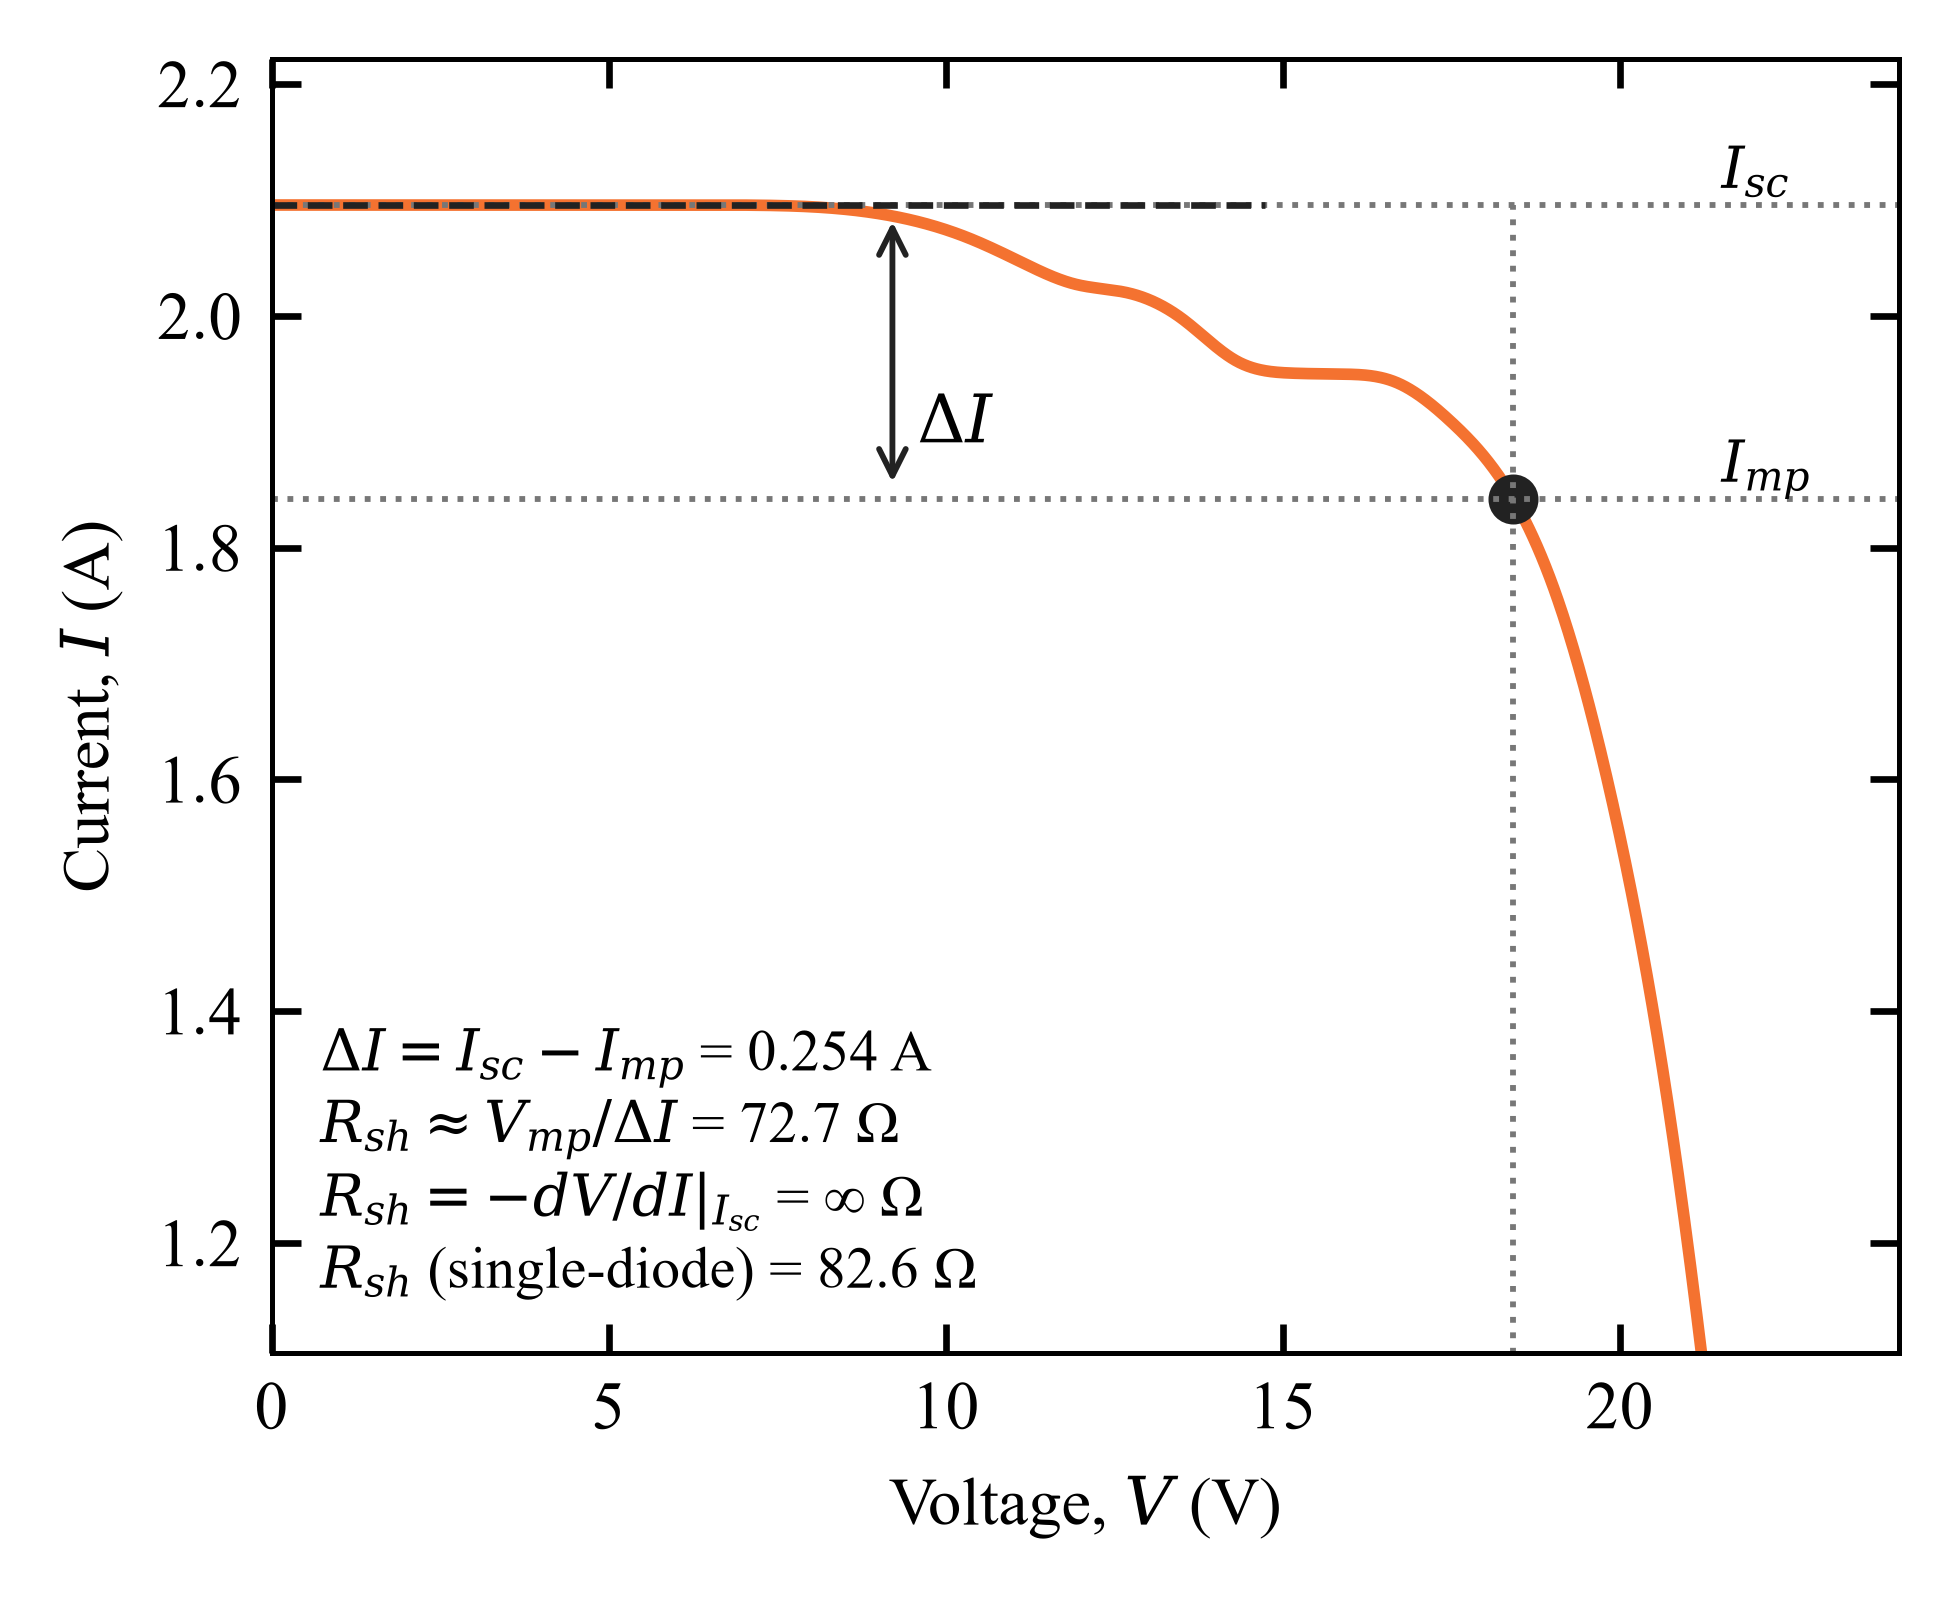 2.2
2.0
1.8
1.6
1.4
1.2
Current, I (A)
I_sc
I_mp
ΔI
ΔI = I_sc − I_mp = 0.254 A
R_sh ≈ V_mp/ΔI = 72.7 Ω
R_sh = −dV/dI|_{I_sc} = ∞ Ω
R_sh (single-diode) = 82.6 Ω
0 5 10 15 20
Voltage, V (V)